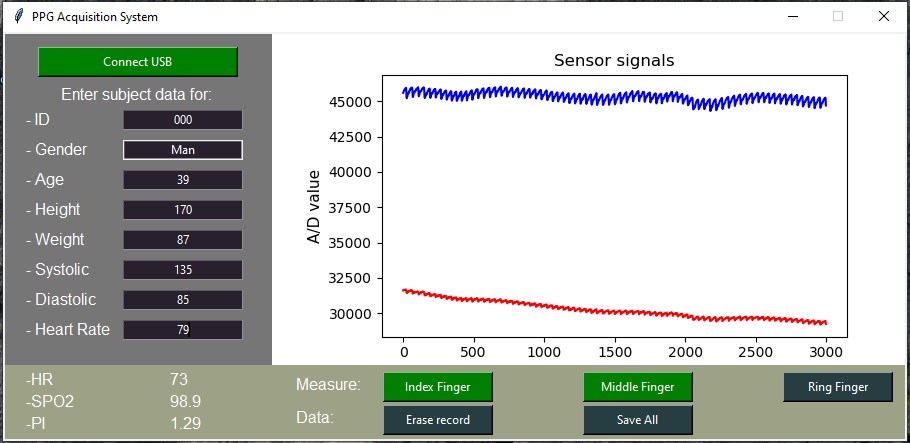 PPG Acquisition System
Connect USB
Enter subject data for:
- ID 000
- Gender Man
- Age 39
- Height 170
- Weight 87
- Systolic 135
- Diastolic 85
- Heart Rate 79
Sensor signals
A/D value
45000
42500
40000
37500
35000
32500
30000
0 500 1000 1500 2000 2500 3000
-HR 73
-SPO2 98.9
-PI 1.29
Measure: Index Finger Middle Finger Ring Finger
Data: Erase record Save All